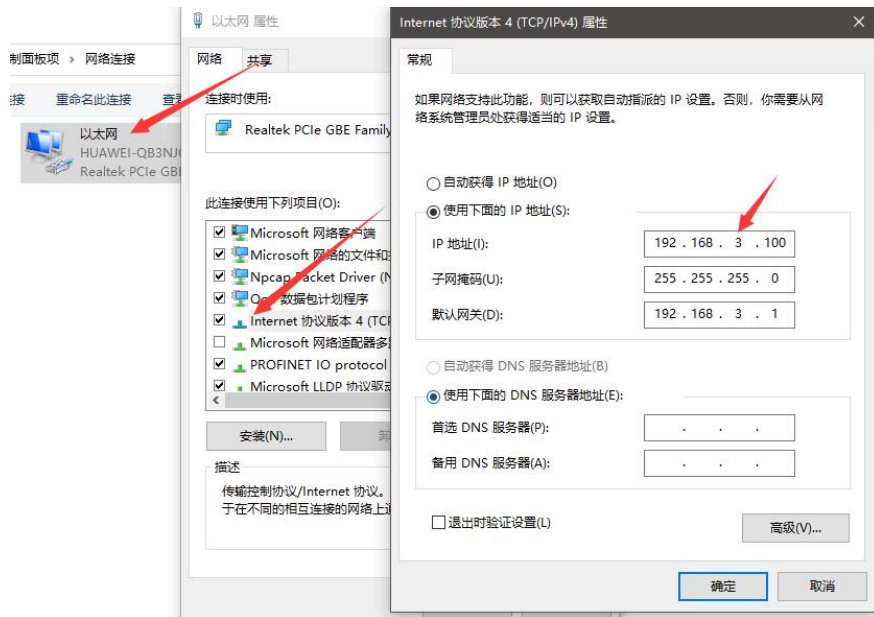 制面板项 › 网络连接
重命名此连接
以太网
HUAWEI-QB3NJ
Realtek PCIe GBE
以太网 属性
网络
共享
连接时使用:
Realtek PCIe GBE Family
此连接使用下列项目(O):
Microsoft 网络客户端
Microsoft 网络的文件和
Npcap Packet Driver (N
QoS 数据包计划程序
Internet 协议版本 4 (TCP
Microsoft 网络适配器多
PROFINET IO protocol
Microsoft LLDP 协议驱动
安装(N)...
描述
传输控制协议/Internet 协议。
于在不同的相互连接的网络上
Internet 协议版本 4 (TCP/IPv4) 属性
常规
如果网络支持此功能，则可以获取自动指派的 IP 设置。否则，你需要从网
络系统管理员处获得适当的 IP 设置。
自动获得 IP 地址(O)
使用下面的 IP 地址(S):
IP 地址(I):
192 . 168 . 3 . 100
子网掩码(U):
255 . 255 . 255 . 0
默认网关(D):
192 . 168 . 3 . 1
自动获得 DNS 服务器地址(B)
使用下面的 DNS 服务器地址(E):
首选 DNS 服务器(P):
备用 DNS 服务器(A):
退出时验证设置(L)
高级(V)...
确定
取消